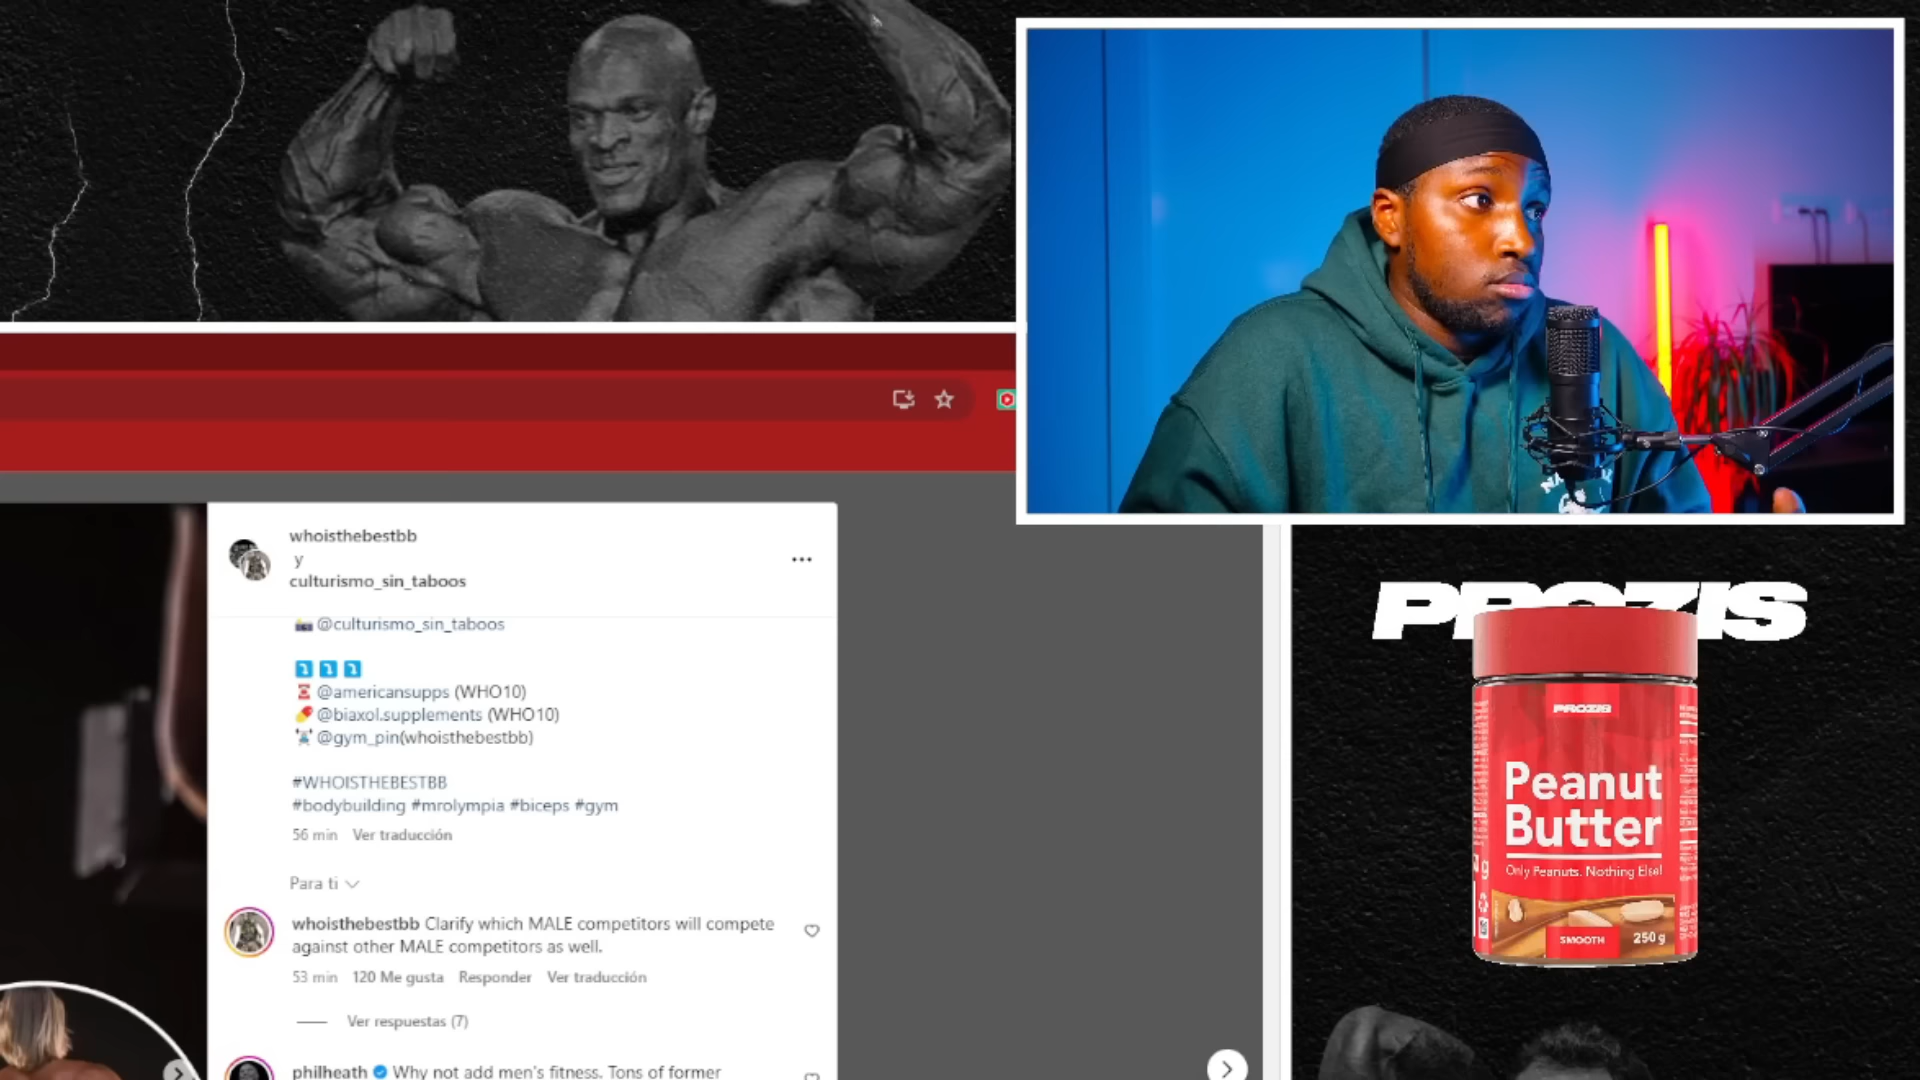 whoisthebestbb
y
culturismo_sin_taboos
@culturismo_sin_taboos
@americansupps (WHO10)
@biaxol.supplements (WHO10)
@gym_pin(whoisthebestbb)
#WHOISTHEBESTBB
#bodybuilding #mrolympia #biceps #gym
56 min Ver traducción
Para ti
whoisthebestbb Clarify which MALE competitors will compete
against other MALE competitors as well.
53 min 120 Me gusta Responder Ver traducción
Ver respuestas (7)
philheath Why not add men's fitness. Tons of former
PROZIS
PROZIS
Peanut
Butter
Only Peanuts. Nothing Else!
SMOOTH 250 g